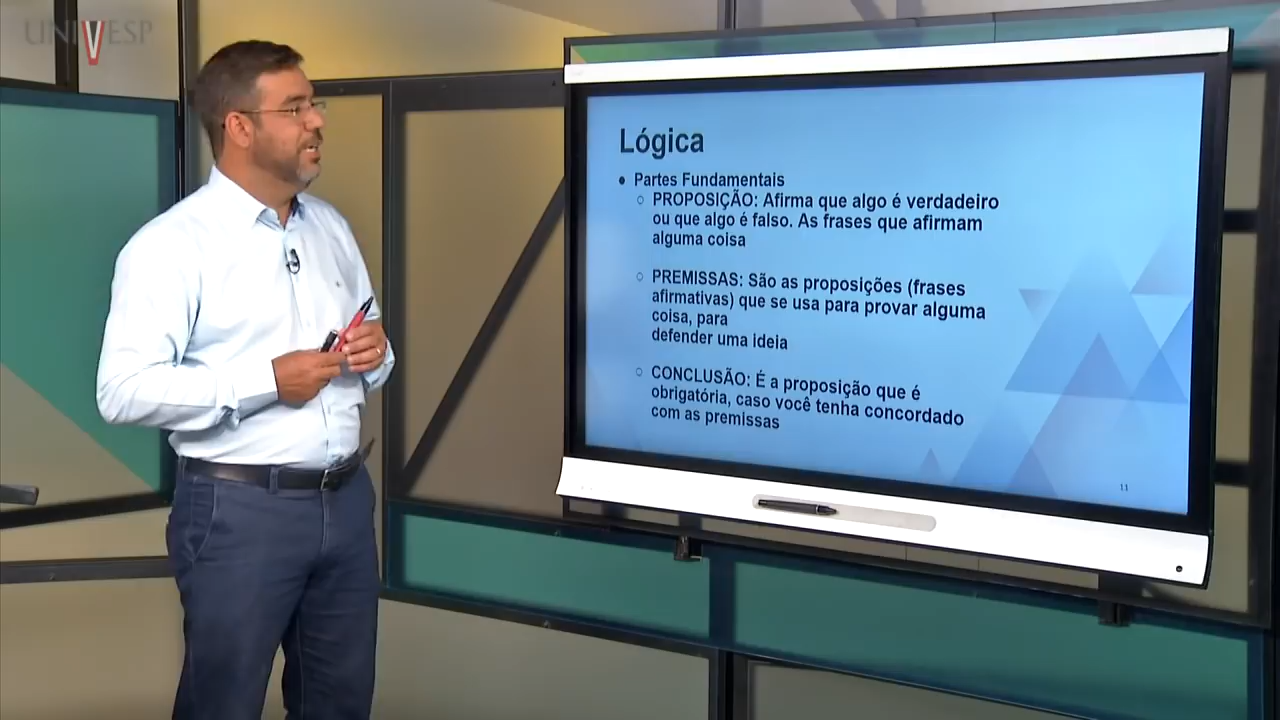 UNIVESP
Lógica
● Partes Fundamentais
○ PROPOSIÇÃO: Afirma que algo é verdadeiro
ou que algo é falso. As frases que afirmam
alguma coisa
○ PREMISSAS: São as proposições (frases
afirmativas) que se usa para provar alguma
coisa, para
defender uma ideia
○ CONCLUSÃO: É a proposição que é
obrigatória, caso você tenha concordado
com as premissas
11